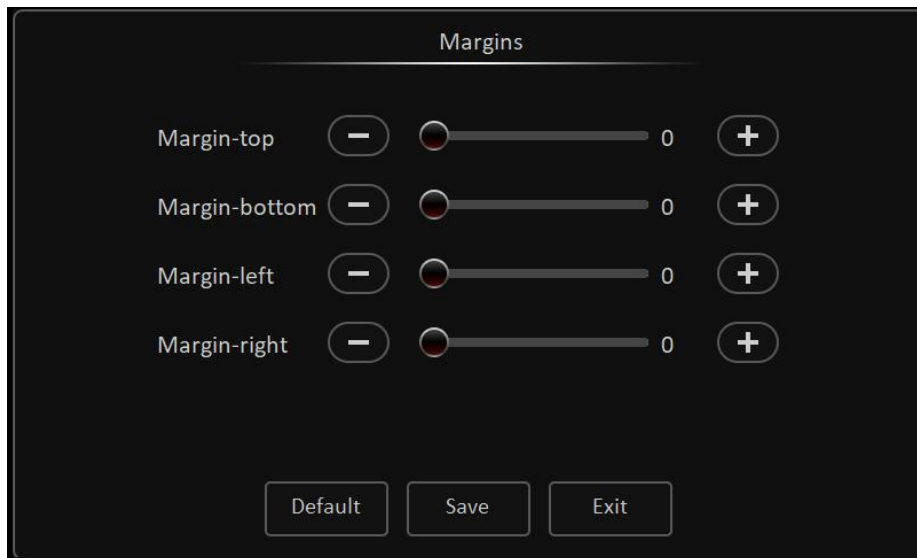 Margins
Margin-top − 0 +
Margin-bottom − 0 +
Margin-left − 0 +
Margin-right − 0 +
Default Save Exit